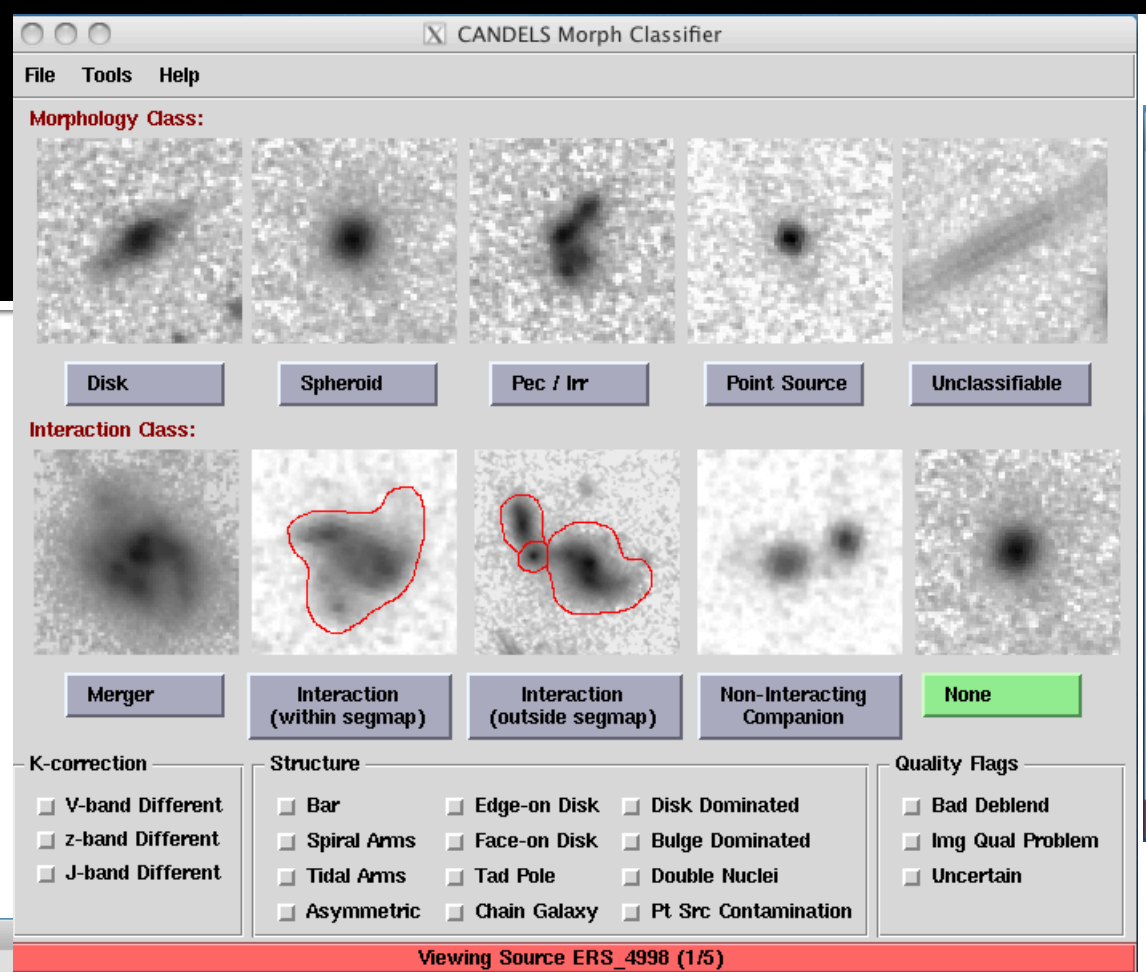 CANDELS Morph Classifier
File Tools Help
Morphology Class:
Disk Spheroid Pec / Irr Point Source Unclassifiable
Interaction Class:
Merger Interaction (within segmap) Interaction (outside segmap) Non-Interacting Companion None
K-correction Structure Quality Flags
V-band Different Bar Edge-on Disk Disk Dominated Bad Deblend
z-band Different Spiral Arms Face-on Disk Bulge Dominated Img Qual Problem
J-band Different Tidal Arms Tad Pole Double Nuclei Uncertain
Asymmetric Chain Galaxy Pt Src Contamination
Viewing Source ERS_4998 (1/5)